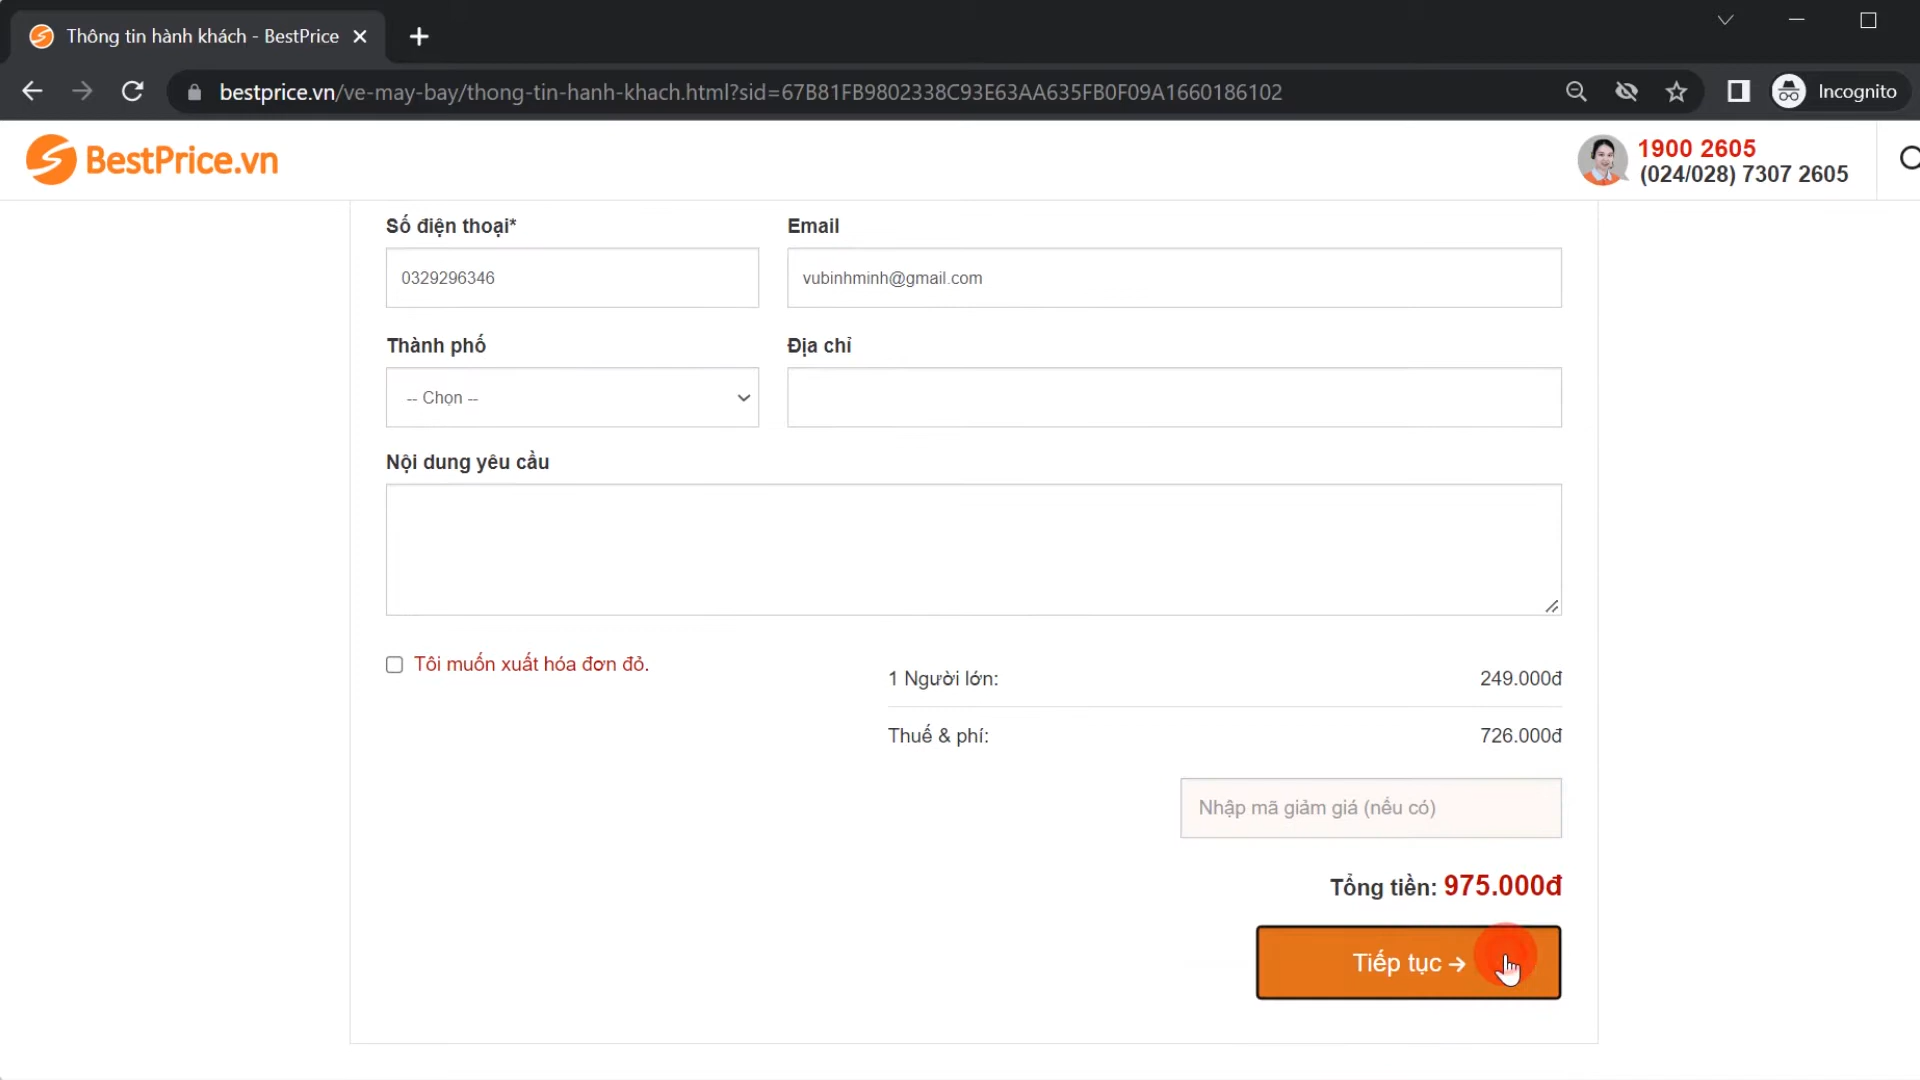 Thông tin hành khách - BestPrice
bestprice.vn/ve-may-bay/thong-tin-hanh-khach.html?sid=67B81FB9802338C93E63AA635FB0F09A1660186102
Incognito
BestPrice.vn
1900 2605
(024/028) 7307 2605
Số điện thoại*
Email
0329296346
vubinhminh@gmail.com
Thành phố
Địa chỉ
-- Chọn --
Nội dung yêu cầu
Tôi muốn xuất hóa đơn đỏ.
1 Người lớn:
249.000đ
Thuế & phí:
726.000đ
Nhập mã giảm giá (nếu có)
Tổng tiền: 975.000đ
Tiếp tục →